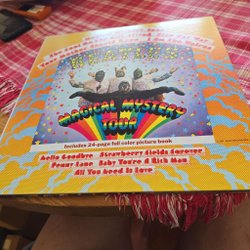 BEATLES
MAGICAL MYSTERY
TOUR
Includes 24-page full color picture book
Hello Goodbye Strawberry Fields Forever
Penny Lane Baby You're A Rich Man
All You Need Is Love